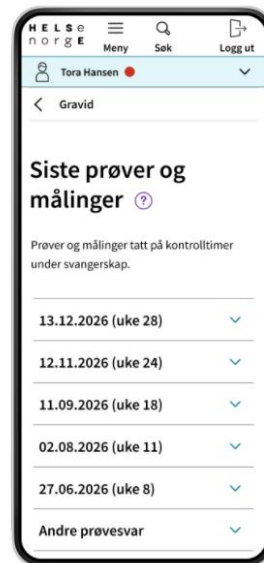 HELSE
norgE
Meny
Søk
Logg ut
Tora Hansen
Gravid
Siste prøver og
målinger ?
Prøver og målinger tatt på kontrolltimer
under svangerskap.
13.12.2026 (uke 28)
12.11.2026 (uke 24)
11.09.2026 (uke 18)
02.08.2026 (uke 11)
27.06.2026 (uke 8)
Andre prøvesvar